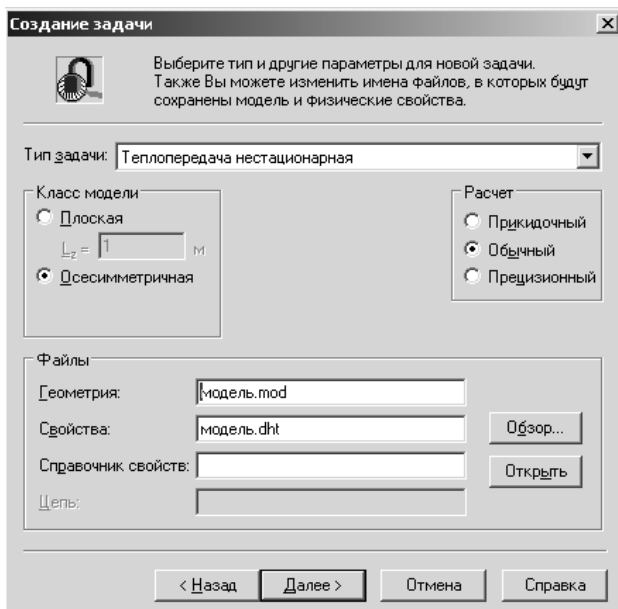 Создание задачи
Выберите тип и другие параметры для новой задачи.
Также Вы можете изменить имена файлов, в которых будут
сохранены модель и физические свойства.
Тип задачи: Теплопередача нестационарная
Класс модели
Плоская
Lz = 1 м
Осесимметричная
Расчет
Прикидочный
Обычный
Прецизионный
Файлы
Геометрия: модель.mod
Свойства: модель.dht
Обзор...
Справочник свойств:
Открыть
Цепь:
< Назад Далее > Отмена Справка